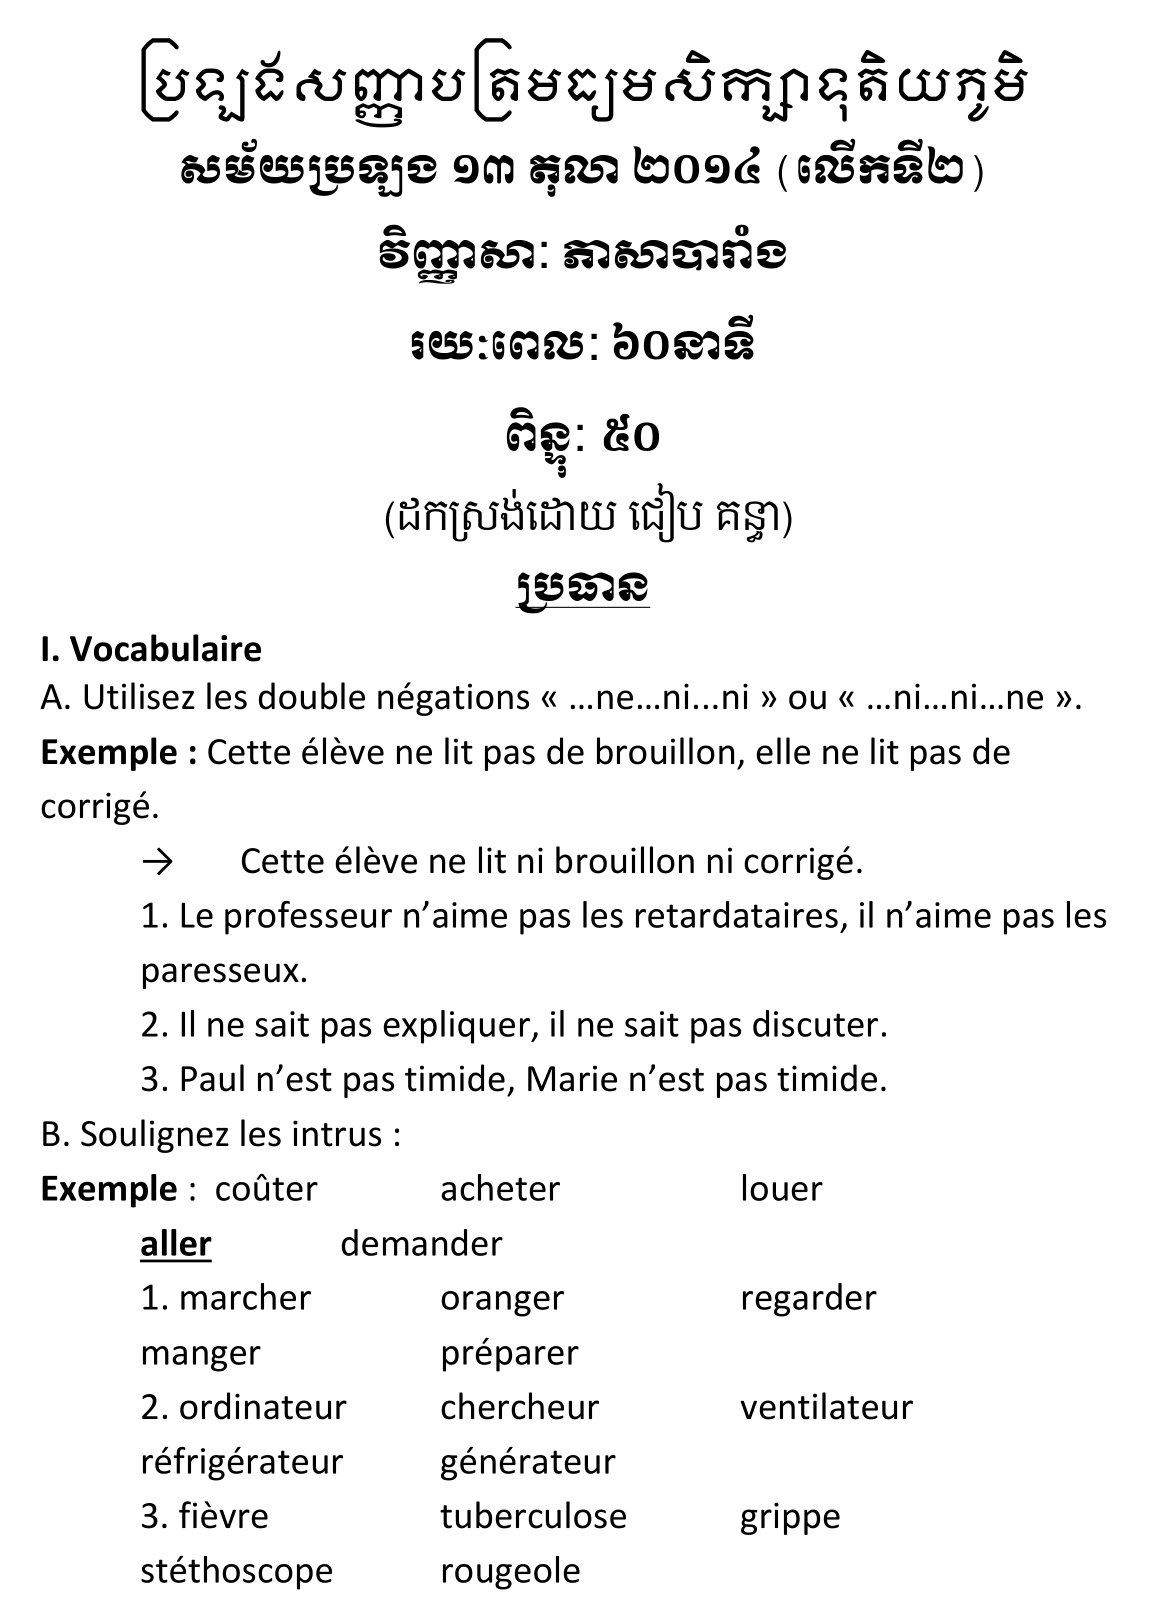 ប្រឡងសញ្ញាបត្រមធ្យមសិក្សាទុតិយភូមិ
សម័យប្រឡង ១៣ តុលា ២០១៤ (លើកទី២)
វិញ្ញាសា: ភាសាបារាំង
រយ:ពេល: ៦០នាទី
ពិន្ទុ: ៥០
(ដកស្រង់ដោយ ជៀប គន្ធា)
ប្រធាន
I. Vocabulaire
A. Utilisez les double négations « …ne…ni...ni » ou « …ni…ni…ne ».
Exemple : Cette élève ne lit pas de brouillon, elle ne lit pas de
corrigé.
→ Cette élève ne lit ni brouillon ni corrigé.
1. Le professeur n’aime pas les retardataires, il n’aime pas les
paresseux.
2. Il ne sait pas expliquer, il ne sait pas discuter.
3. Paul n’est pas timide, Marie n’est pas timide.
B. Soulignez les intrus :
Exemple : coûter acheter louer
aller demander
1. marcher oranger regarder
manger préparer
2. ordinateur chercheur ventilateur
réfrigérateur générateur
3. fièvre tuberculose grippe
stéthoscope rougeole